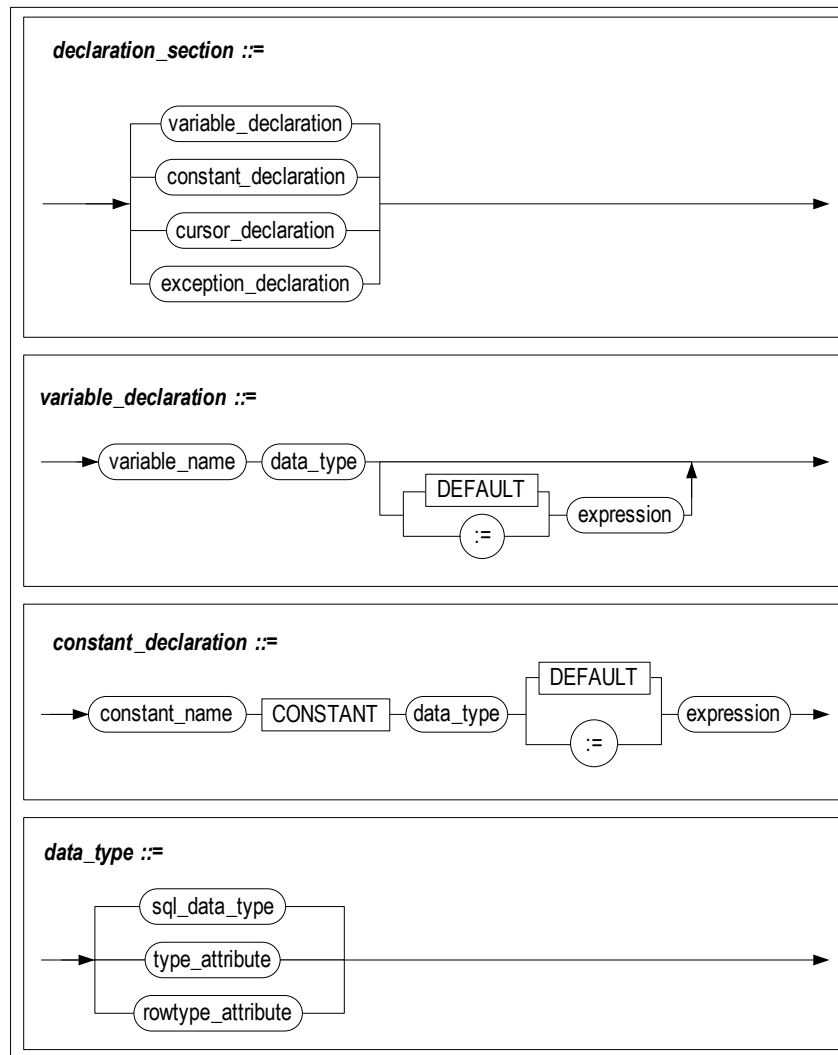 declaration_section ::=
variable_declaration
constant_declaration
cursor_declaration
exception_declaration
variable_declaration ::=
variable_name data_type DEFAULT := expression
constant_declaration ::=
constant_name CONSTANT data_type DEFAULT := expression
data_type ::=
sql_data_type
type_attribute
rowtype_attribute